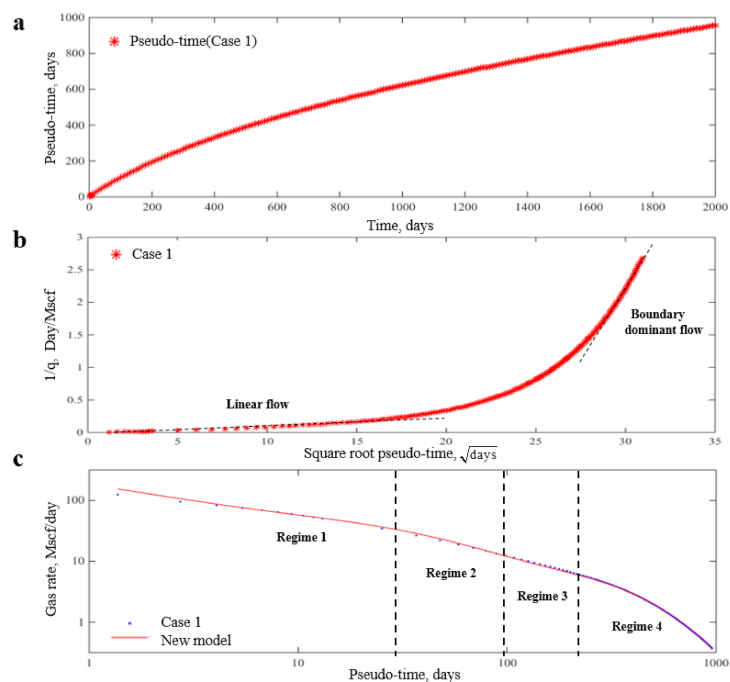 a
1000
800
600
400
200
0
Pseudo-time, days
Pseudo-time(Case 1)
0 200 400 600 800 1000 1200 1400 1600 1800 2000
Time, days
b
3
2.5
2
1.5
1
0.5
0
1/q, Day/Mscf
Case 1
Linear flow
Boundary
dominant flow
0 5 10 15 20 25 30 35
Square root pseudo-time, √days
c
100
10
1
Gas rate, Mscf/day
Regime 1
Regime 2
Regime 3
Regime 4
Case 1
New model
1 10 100 1000
Pseudo-time, days